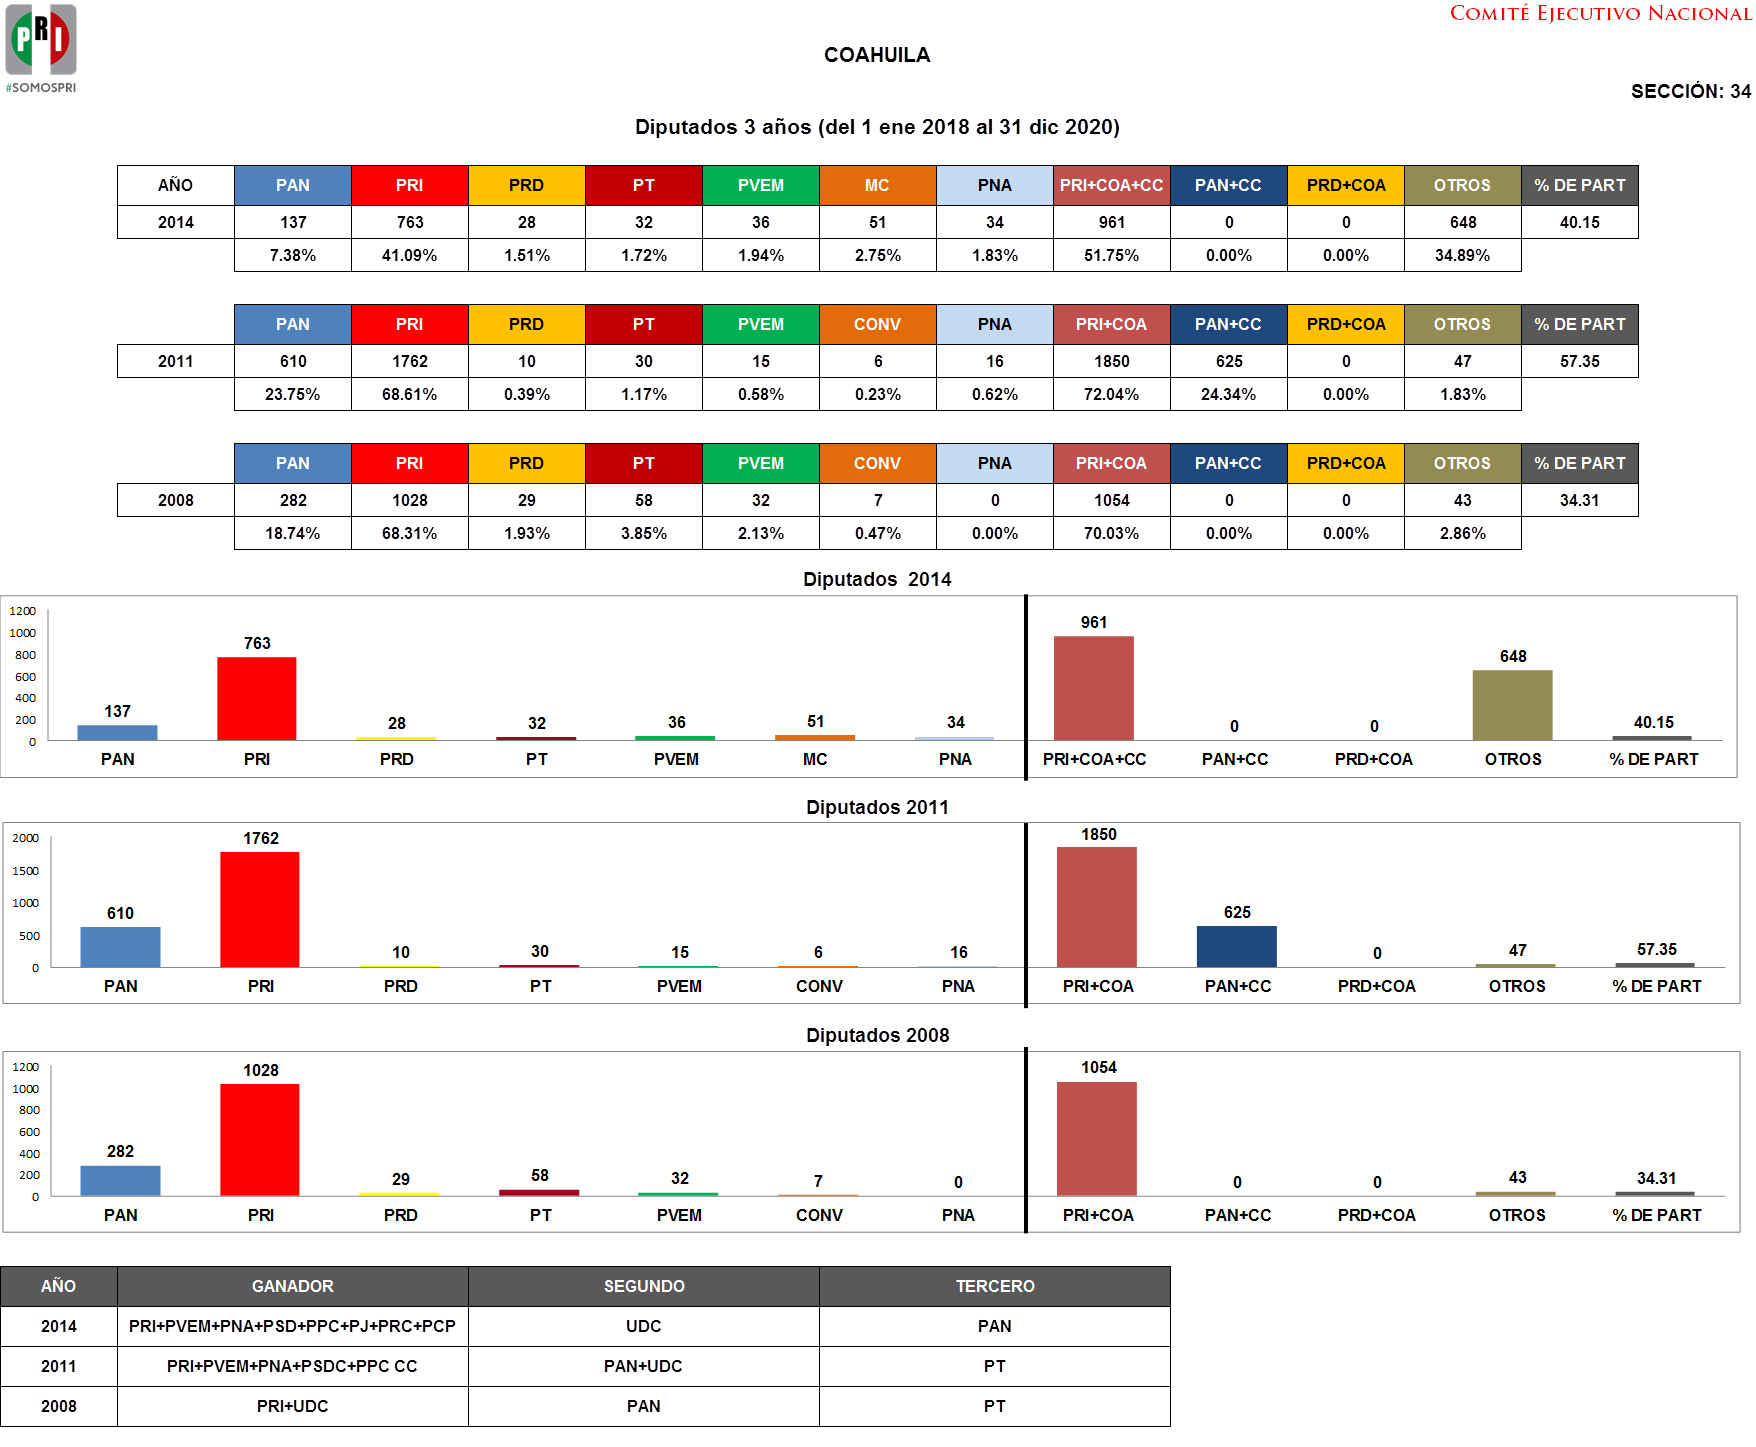 COMITÉ EJECUTIVO NACIONAL
PRI
#SOMOSPRI
COAHUILA
SECCIÓN: 34
Diputados 3 años (del 1 ene 2018 al 31 dic 2020)
AÑO PAN PRI PRD PT PVEM MC PNA PRI+COA+CC PAN+CC PRD+COA OTROS % DE PART
2014 137 763 28 32 36 51 34 961 0 0 648 40.15
7.38% 41.09% 1.51% 1.72% 1.94% 2.75% 1.83% 51.75% 0.00% 0.00% 34.89%
PAN PRI PRD PT PVEM CONV PNA PRI+COA PAN+CC PRD+COA OTROS % DE PART
2011 610 1762 10 30 15 6 16 1850 625 0 47 57.35
23.75% 68.61% 0.39% 1.17% 0.58% 0.23% 0.62% 72.04% 24.34% 0.00% 1.83%
PAN PRI PRD PT PVEM CONV PNA PRI+COA PAN+CC PRD+COA OTROS % DE PART
2008 282 1028 29 58 32 7 0 1054 0 0 43 34.31
18.74% 68.31% 1.93% 3.85% 2.13% 0.47% 0.00% 70.03% 0.00% 0.00% 2.86%
Diputados 2014
1200
1000
800
600
400
200
0
137 763 28 32 36 51 34 961 0 0 648 40.15
PAN PRI PRD PT PVEM MC PNA PRI+COA+CC PAN+CC PRD+COA OTROS % DE PART
Diputados 2011
2000
1500
1000
500
0
610 1762 10 30 15 6 16 1850 625 0 47 57.35
PAN PRI PRD PT PVEM CONV PNA PRI+COA PAN+CC PRD+COA OTROS % DE PART
Diputados 2008
1200
1000
800
600
400
200
0
282 1028 29 58 32 7 0 1054 0 0 43 34.31
PAN PRI PRD PT PVEM CONV PNA PRI+COA PAN+CC PRD+COA OTROS % DE PART
AÑO GANADOR SEGUNDO TERCERO
2014 PRI+PVEM+PNA+PSD+PPC+PJ+PRC+PCP UDC PAN
2011 PRI+PVEM+PNA+PSDC+PPC CC PAN+UDC PT
2008 PRI+UDC PAN PT